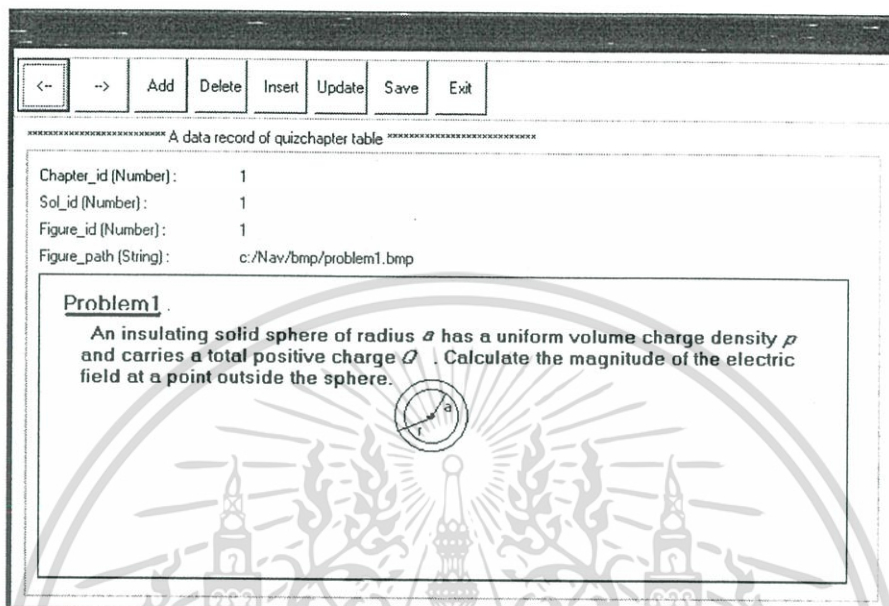 <-- --> Add Delete Insert Update Save Exit
************************** A data record of quizchapter table ****************************
Chapter_id (Number) : 1
Sol_id (Number) : 1
Figure_id (Number) : 1
Figure_path (String) : c:/Nav/bmp/problem1.bmp
Problem1 .
An insulating solid sphere of radius a has a uniform volume charge density ρ
and carries a total positive charge Q . Calculate the magnitude of the electric
field at a point outside the sphere.
a
r